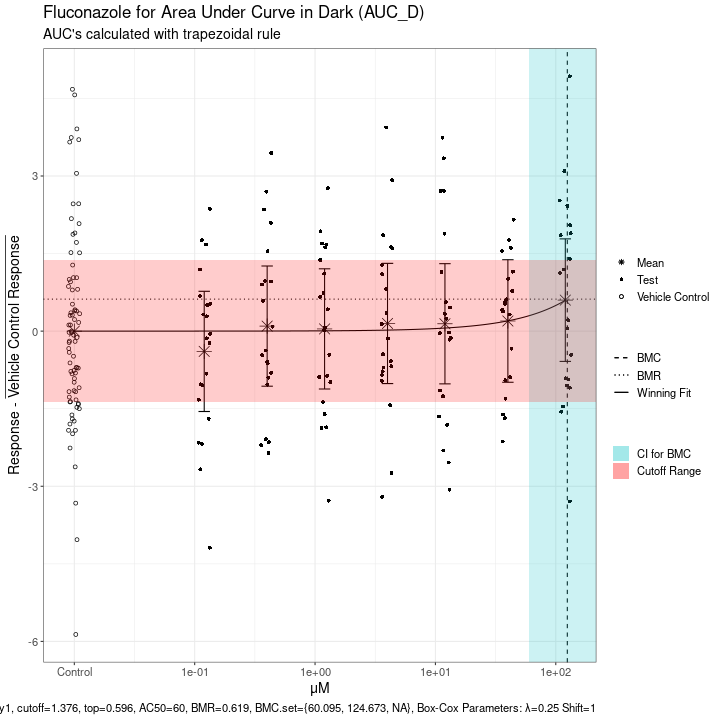 Fluconazole for Area Under Curve in Dark (AUC_D)
AUC's calculated with trapezoidal rule
Response - Vehicle Control Response
3
0
-3
-6
Control
1e-01
1e+00
1e+01
1e+02
µM
Mean
Test
Vehicle Control
BMC
BMR
Winning Fit
CI for BMC
Cutoff Range
y1, cutoff=1.376, top=0.596, AC50=60, BMR=0.619, BMC.set={60.095, 124.673, NA}, Box-Cox Parameters: λ=0.25 Shift=1